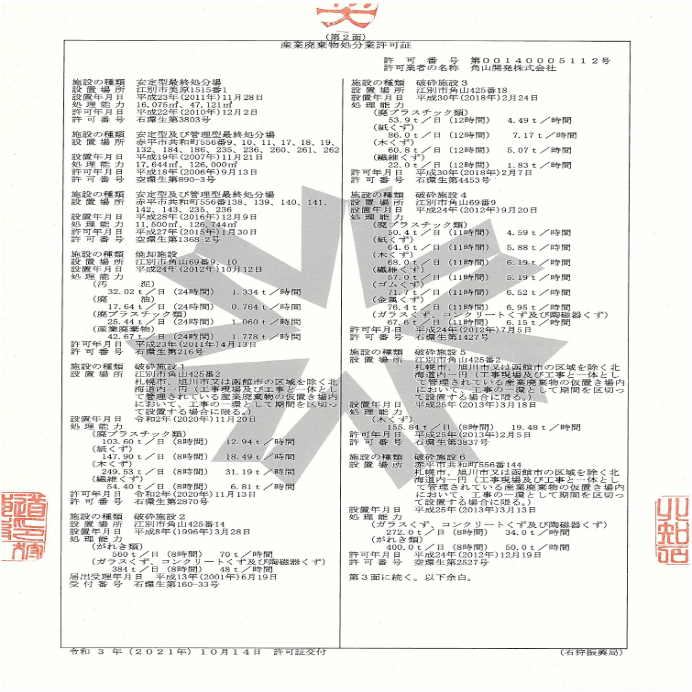 (第2面)
産業廃棄物処分業許可証
許可番号 第00140005112号
許可業者の名称 角山開発株式会社
施設の種類 安定型最終処分場
設置場所 江別市美原1515番1
設置年月日 平成23年(2011年)11月28日
処理能力 16,075㎡、47,121㎥
許可年月日 平成22年(2010年)12月2日
許可番号 石環生第3803号
施設の種類 安定型及び管理型最終処分場
設置場所 赤平市共和町556番9、10、11、17、18、19、
132、184、186、235、236、260、261、262
設置年月日 平成19年(2007年)11月21日
処理能力 17,644㎡、126,000㎥
許可年月日 平成18年(2006年)9月13日
許可番号 空環生第890-3号
施設の種類 安定型及び管理型最終処分場
設置場所 赤平市共和町556番138、139、140、141、
142、143、235、236
設置年月日 平成28年(2016年)12月9日
処理能力 11,500㎡、126,744㎥
許可年月日 平成27年(2015年)1月30日
許可番号 空環生第1368-2号
施設の種類 焼却施設
設置場所 江別市角山69番9、10
設置年月日 平成24年(2012年)10月12日
処理能力
(汚泥)
32.02t/日(24時間) 1.334t/時間
(廃油)
17.64t/日(24時間) 0.764t/時間
(廃プラスチック類)
25.44t/日(24時間) 1.060t/時間
(産業廃棄物)
42.67t/日(24時間) 1.778t/時間
許可年月日 平成23年(2011年)4月13日
許可番号 石環生第216号
施設の種類 破砕施設1
設置場所 江別市角山425番2
札幌市、旭川市又は函館市の区域を除く北
海道内一円(工事現場及び工事と一体とし
て管理されている産業廃棄物の仮置き場内
において、工事の一環として期間を区切っ
て設置する場合に限る。)
設置年月日 令和2年(2020年)11月20日
処理能力
(廃プラスチック類)
103.60t/日(8時間) 12.94t/時間
(紙くず)
147.90t/日(8時間) 18.49t/時間
(木くず)
249.53t/日(8時間) 31.19t/時間
(繊維くず)
54.40t/日(8時間) 6.81t/時間
許可年月日 令和2年(2020年)11月13日
許可番号 石環生第2870号
施設の種類 破砕施設2
設置場所 江別市角山425番14
設置年月日 平成8年(1996年)3月28日
処理能力
(がれき類)
560t/日(8時間) 70t/時間
(ガラスくず、コンクリートくず及び陶磁器くず)
384t/日(8時間) 48t/時間
届出受理年月日 平成13年(2001年)6月19日
受付番号 石環生第160-33号
施設の種類 破砕施設3
設置場所 江別市角山425番18
設置年月日 平成30年(2018年)2月24日
処理能力
(廃プラスチック類)
53.9t/日(12時間) 4.49t/時間
(紙くず)
86.0t/日(12時間) 7.17t/時間
(木くず)
60.8t/日(12時間) 5.07t/時間
(繊維くず)
22.0t/日(12時間) 1.83t/時間
許可年月日 平成30年(2018年)2月7日
許可番号 石環生第4453号
施設の種類 破砕施設4
設置場所 江別市角山69番9
設置年月日 平成24年(2012年)9月20日
処理能力
(廃プラスチック類)
50.4t/日(11時間) 4.59t/時間
(紙くず)
64.6t/日(11時間) 5.88t/時間
(木くず)
68.0t/日(11時間) 6.19t/時間
(繊維くず)
57.0t/日(11時間) 5.19t/時間
(ゴムくず)
71.7t/日(11時間) 6.52t/時間
(金属くず)
76.4t/日(11時間) 6.95t/時間
(ガラスくず、コンクリートくず及び陶磁器くず)
67.6t/日(11時間) 6.15t/時間
許可年月日 平成24年(2012年)7月5日
許可番号 石環生第1427号
施設の種類 破砕施設5
設置場所 江別市角山425番2
札幌市、旭川市又は函館市の区域を除く北
海道内一円(工事現場及び工事と一体とし
て管理されている産業廃棄物の仮置き場内
において、工事の一環として期間を区切っ
て設置する場合に限る。)
設置年月日 平成25年(2013年)3月18日
処理能力
(木くず)
155.84t/日(8時間) 19.48t/時間
許可年月日 平成25年(2013年)2月5日
許可番号 石環生第3837号
施設の種類 破砕施設6
設置場所 赤平市共和町556番144
札幌市、旭川市又は函館市の区域を除く北
海道内一円(工事現場及び工事と一体とし
て管理されている産業廃棄物の仮置き場内
において、工事の一環として期間を区切っ
て設置する場合に限る。)
設置年月日 平成25年(2013年)3月13日
処理能力
(ガラスくず、コンクリートくず及び陶磁器くず)
272.0t/日(8時間) 34.0t/時間
(がれき類)
400.0t/日(8時間) 50.0t/時間
許可年月日 平成24年(2012年)12月19日
許可番号 空環生第2527号
第3面に続く。以下余白。
令和3年(2021年)10月14日 許可証交付
(石狩振興局)